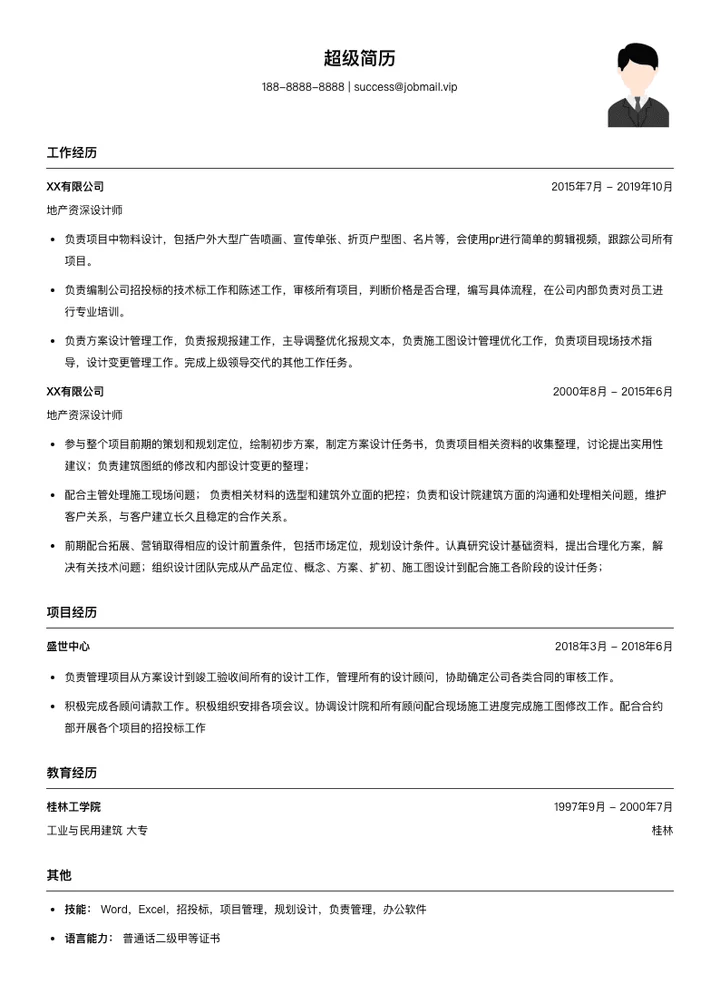 超级简历
188-8888-8888 | success@jobmail.vip
工作经历
XX有限公司 2015年7月 – 2019年10月
地产资深设计师
• 负责项目中物料设计，包括户外大型广告喷画、宣传单张、折页户型图、名片等，会使用pr进行简单的剪辑视频，跟踪公司所有
项目。
• 负责编制公司招投标的技术标工作和陈述工作，审核所有项目，判断价格是否合理，编写具体流程，在公司内部负责对员工进
行专业培训。
• 负责方案设计管理工作，负责报规报建工作，主导调整优化报规文本，负责施工图设计管理优化工作，负责项目现场技术指
导，设计变更管理工作。完成上级领导交代的其他工作任务。
XX有限公司 2000年8月 – 2015年6月
地产资深设计师
• 参与整个项目前期的策划和规划定位，绘制初步方案，制定方案设计任务书，负责项目相关资料的收集整理，讨论提出实用性
建议；负责建筑图纸的修改和内部设计变更的整理；
• 配合主管处理施工现场问题； 负责相关材料的选型和建筑外立面的把控；负责和设计院建筑方面的沟通和处理相关问题，维护
客户关系，与客户建立长久且稳定的合作关系。
• 前期配合拓展、营销取得相应的设计前置条件，包括市场定位，规划设计条件。认真研究设计基础资料，提出合理化方案，解
决有关技术问题；组织设计团队完成从产品定位、概念、方案、扩初、施工图设计到配合施工各阶段的设计任务；
项目经历
盛世中心 2018年3月 – 2018年6月
• 负责管理项目从方案设计到竣工验收间所有的设计工作，管理所有的设计顾问，协助确定公司各类合同的审核工作。
• 积极完成各顾问请款工作。积极组织安排各项会议。协调设计院和所有顾问配合现场施工进度完成施工图修改工作。配合合约
部开展各个项目的招投标工作
教育经历
桂林工学院 1997年9月 – 2000年7月
工业与民用建筑 大专 桂林
其他
• 技能： Word，Excel，招投标，项目管理，规划设计，负责管理，办公软件
• 语言能力： 普通话二级甲等证书